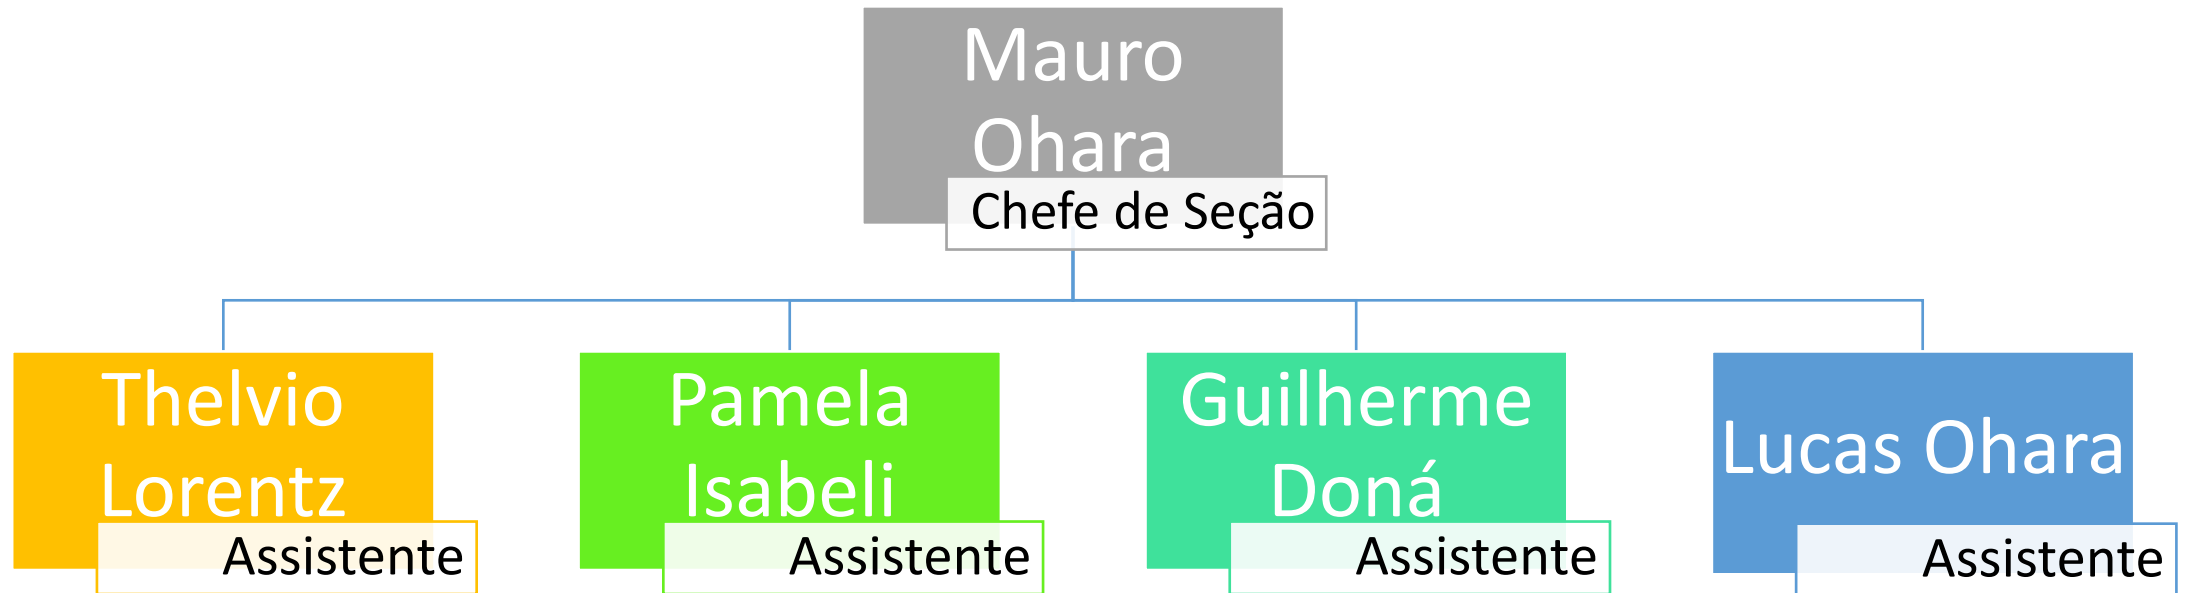 Mauro
Ohara
Chefe de Seção
Thelvio
Lorentz
Assistente
Pamela
Isabeli
Assistente
Guilherme
Doná
Assistente
Lucas Ohara
Assistente